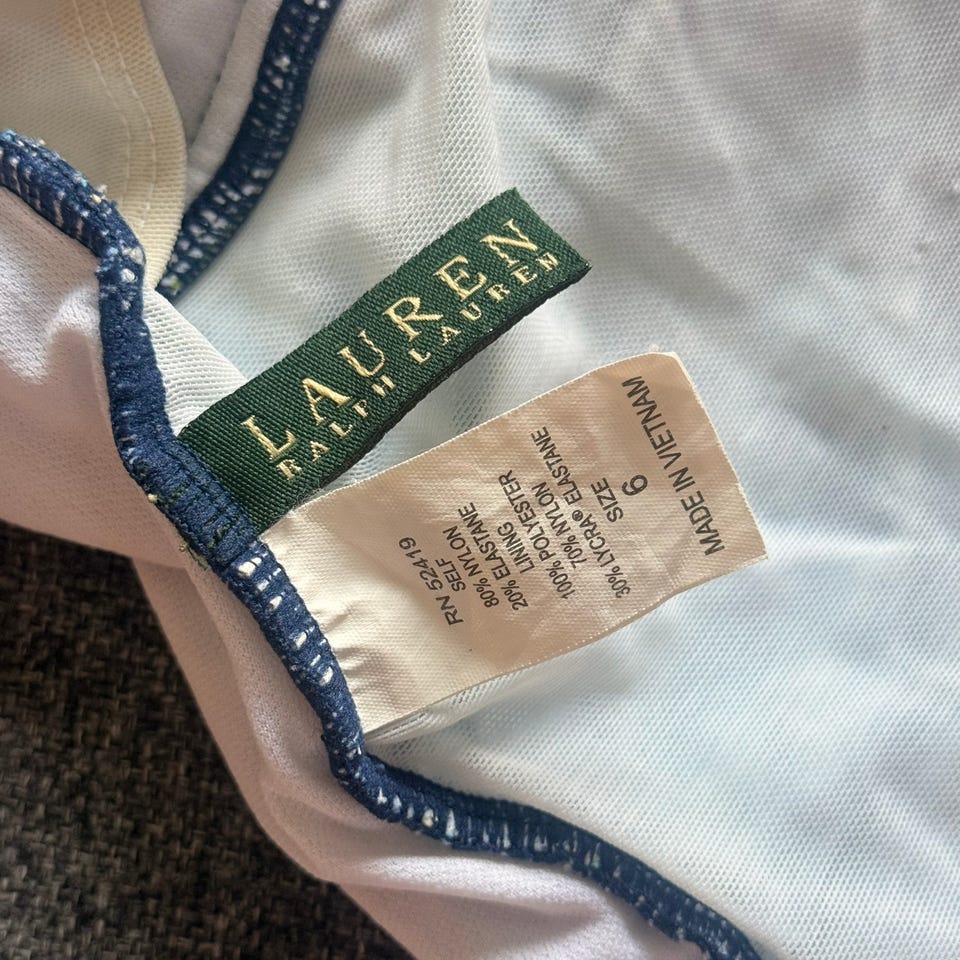 LAUREN
RALPH LAUREN
RN 52419
SELF
80% NYLON
20% ELASTANE
LINING
100% POLYESTER
70% NYLON
30% LYCRA® ELASTANE
SIZE
6
MADE IN VIETNAM